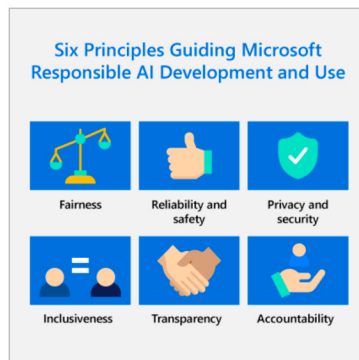 Six Principles Guiding Microsoft
Responsible AI Development and Use
Fairness
Reliability and
safety
Privacy and
security
Inclusiveness
Transparency
Accountability